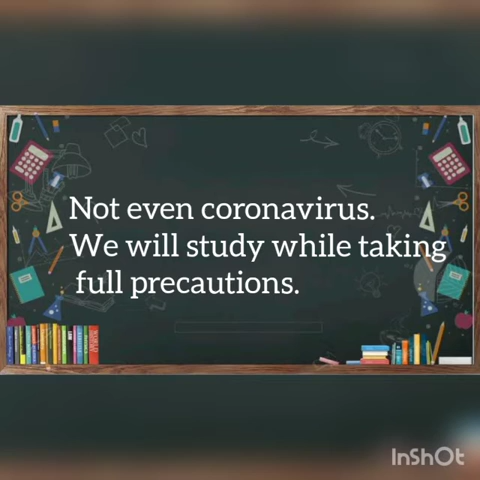 Not even coronavirus.
We will study while taking
full precautions.
InShOt